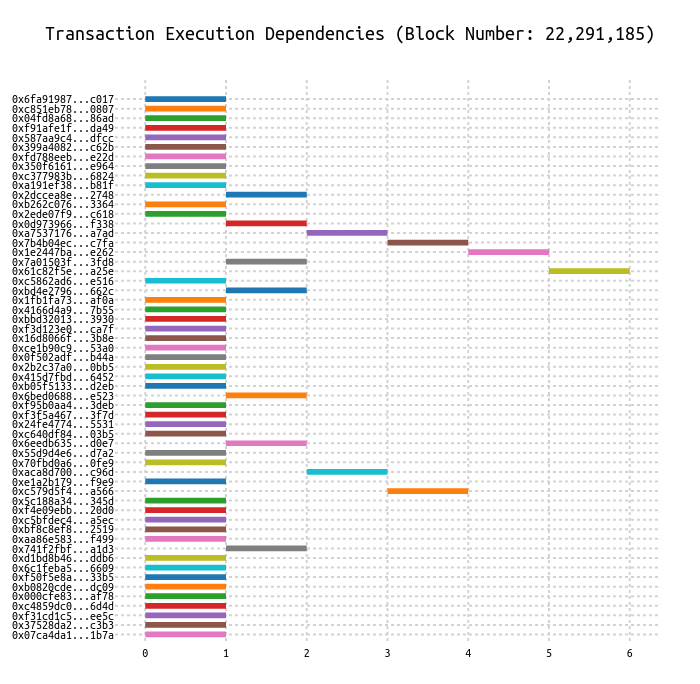 Transaction Execution Dependencies (Block Number: 22,291,185)
0x6fa91987...c017
0xc851eb78...0807
0x04fd8a68...86ad
0xf91afe1f...da49
0x587aa9c4...dfcc
0x399a4082...c62b
0xfd788eeb...e22d
0x350f6161...e964
0xc377983b...6824
0xa191ef38...b81f
0x2dccea8e...2748
0xb262c076...3364
0x2ede07f9...c618
0x0d973966...f338
0xa7537176...a7ad
0x7b4b04ec...c7fa
0x1e2447ba...e262
0x7a01503f...3fd8
0x61c82f5e...a25e
0xc5862ad6...e516
0xbd4e2796...662c
0x1fb1fa73...af0a
0x4166d4a9...7b55
0xbbd32013...3930
0xf3d123e0...ca7f
0x16d8066f...3b8e
0xce1b90c9...53a0
0x0f502adf...b44a
0x2b2c37a0...0bb5
0x415d7fbd...6452
0xb05f5133...d2eb
0x6bed0688...e523
0xf95b0aa4...3deb
0xf3f5a467...3f7d
0x24fe4774...5531
0xc640df84...03b5
0x6eedb635...d0e7
0x55d9d4e6...d7a2
0x70fbd0a6...0fe9
0xaca8d700...c96d
0xe1a2b179...f9e9
0xc579d5f4...a566
0x5c188a34...345d
0xf4e09ebb...20d0
0xc5bfdec4...a5ec
0xbf8c8ef8...2519
0xaa86e583...f499
0x741f2fbf...a1d3
0xd1bd8b46...ddb6
0x6c1feba5...6609
0xf50f5e8a...33b5
0xb0820cde...dc09
0x000cfe83...af78
0xc4859dc0...6d4d
0xf31cd1c5...ee5c
0x37528da2...c3b3
0x07ca4da1...1b7a
0 1 2 3 4 5 6